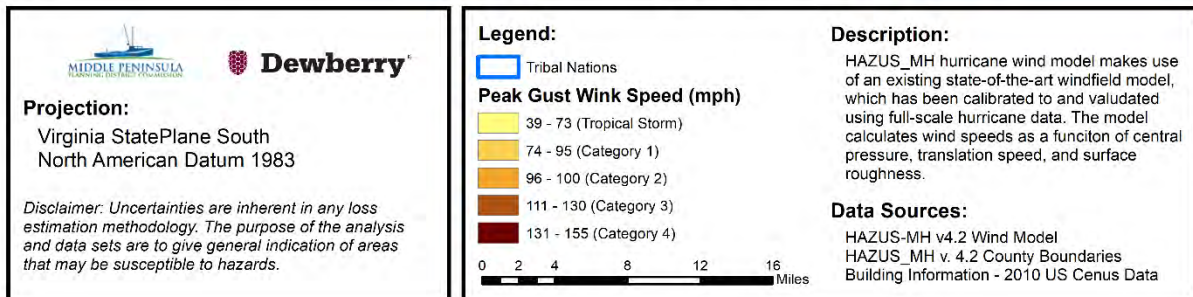 MIDDLE PENINSULA
PLANNING DISTRICT COMMISSION
Dewberry
Projection:
Virginia StatePlane South
North American Datum 1983
Disclaimer: Uncertainties are inherent in any loss
estimation methodology. The purpose of the analysis
and data sets are to give general indication of areas
that may be susceptible to hazards.
Legend:
Tribal Nations
Peak Gust Wink Speed (mph)
39 - 73 (Tropical Storm)
74 - 95 (Category 1)
96 - 100 (Category 2)
111 - 130 (Category 3)
131 - 155 (Category 4)
0 2 4 8 12 16
Miles
Description:
HAZUS_MH hurricane wind model makes use
of an existing state-of-the-art windfield model,
which has been calibrated to and valudated
using full-scale hurricane data. The model
calculates wind speeds as a funciton of central
pressure, translation speed, and surface
roughness.
Data Sources:
HAZUS-MH v4.2 Wind Model
HAZUS_MH v. 4.2 County Boundaries
Building Information - 2010 US Cenus Data